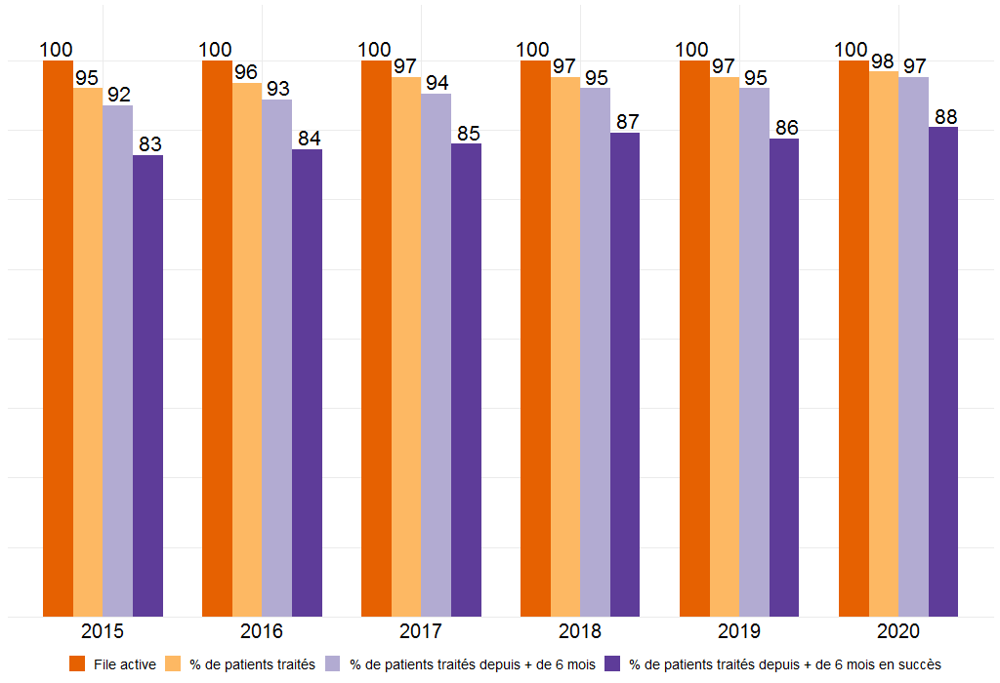 100 95 92 83
100 96 93 84
100 97 94 85
100 97 95 87
100 97 95 86
100 98 97 88
2015 2016 2017 2018 2019 2020
File active % de patients traités % de patients traités depuis + de 6 mois % de patients traités depuis + de 6 mois en succès